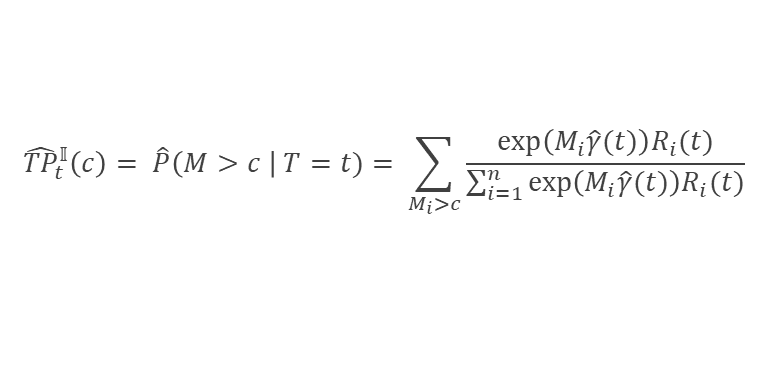 \widehat{TP}_t^{𝕀}(c) = \hat{P}(M > c \mid T = t) = \sum_{M_i > c} \frac{\exp(M_i \hat{\gamma}(t)) R_i(t)}{\sum_{i=1}^{n} \exp(M_i \hat{\gamma}(t)) R_i(t)}